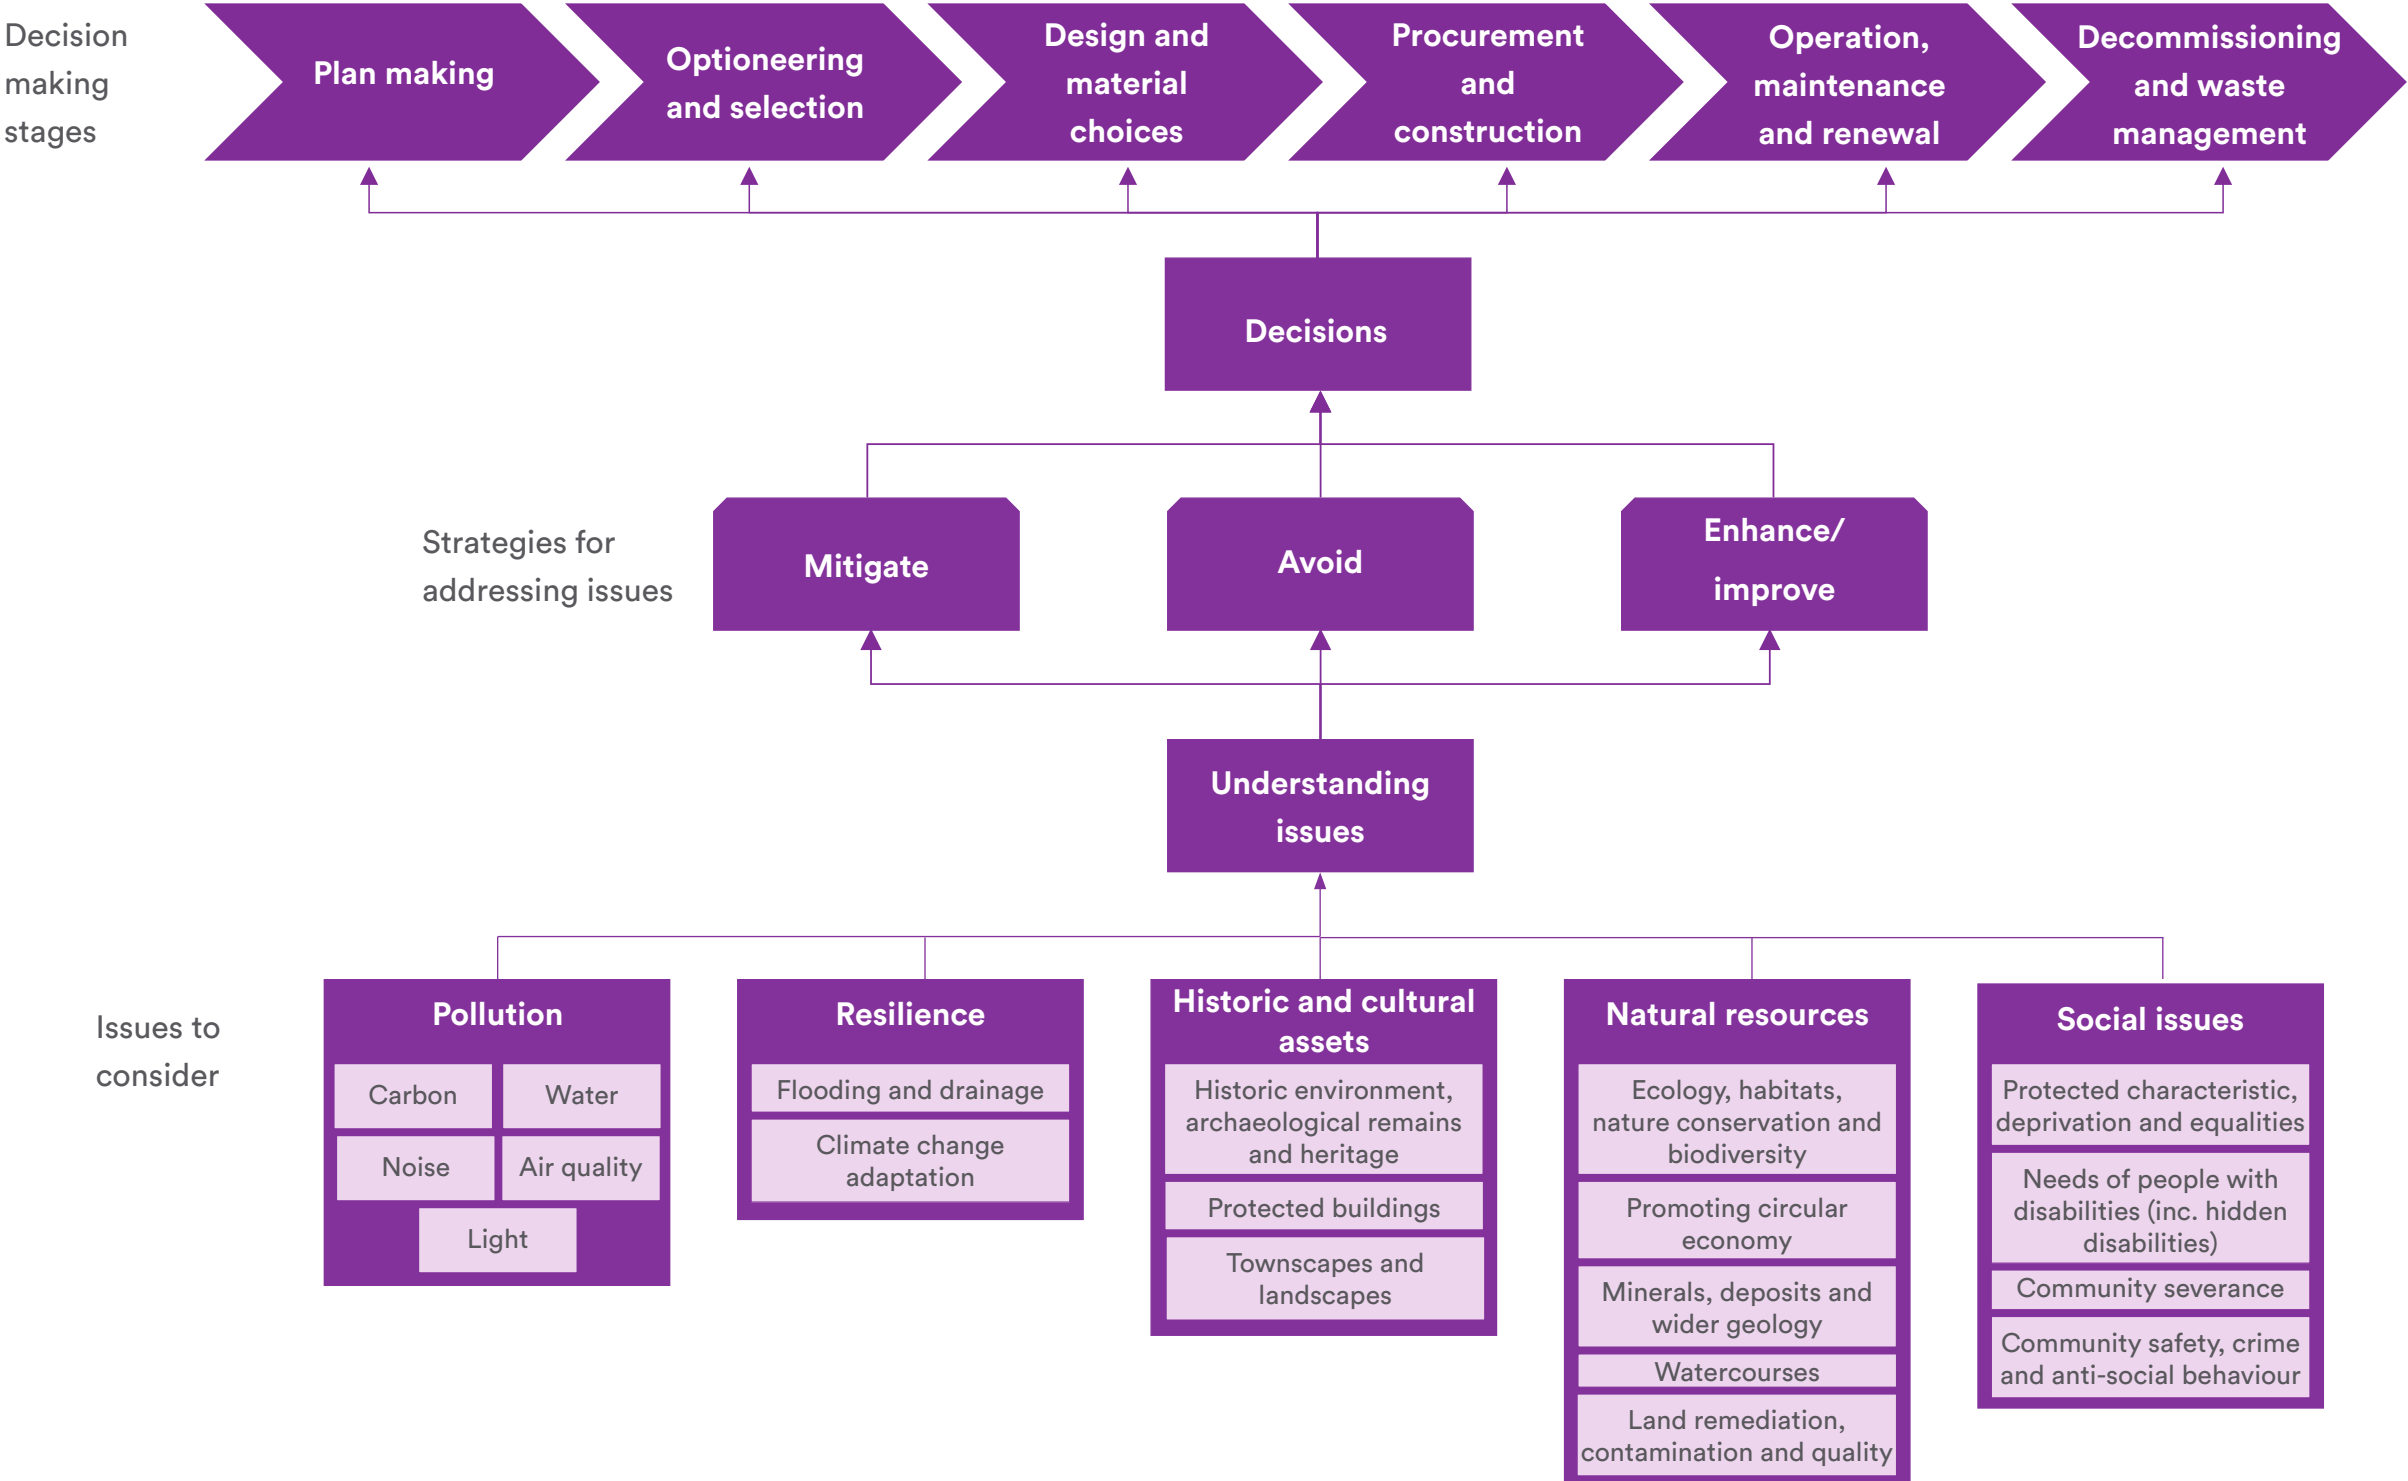 Decision
making
stages
Plan making
Optioneering
and selection
Design and
material
choices
Procurement
and
construction
Operation,
maintenance
and renewal
Decommissioning
and waste
management
Decisions
Strategies for
addressing issues
Mitigate
Avoid
Enhance/
improve
Understanding
issues
Issues to
consider
Pollution
Carbon
Water
Noise
Air quality
Light
Resilience
Flooding and drainage
Climate change
adaptation
Historic and cultural
assets
Historic environment,
archaeological remains
and heritage
Protected buildings
Townscapes and
landscapes
Natural resources
Ecology, habitats,
nature conservation and
biodiversity
Promoting circular
economy
Minerals, deposits and
wider geology
Watercourses
Land remediation,
contamination and quality
Social issues
Protected characteristic,
deprivation and equalities
Needs of people with
disabilities (inc. hidden
disabilities)
Community severance
Community safety, crime
and anti-social behaviour